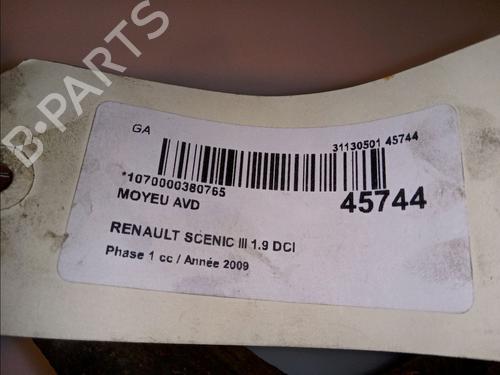 GA
31130501 45744
*1070000380765
45744
MOYEU AVD
RENAULT SCENIC III 1.9 DCI
Phase 1 cc / Année 2009
B-PARTS